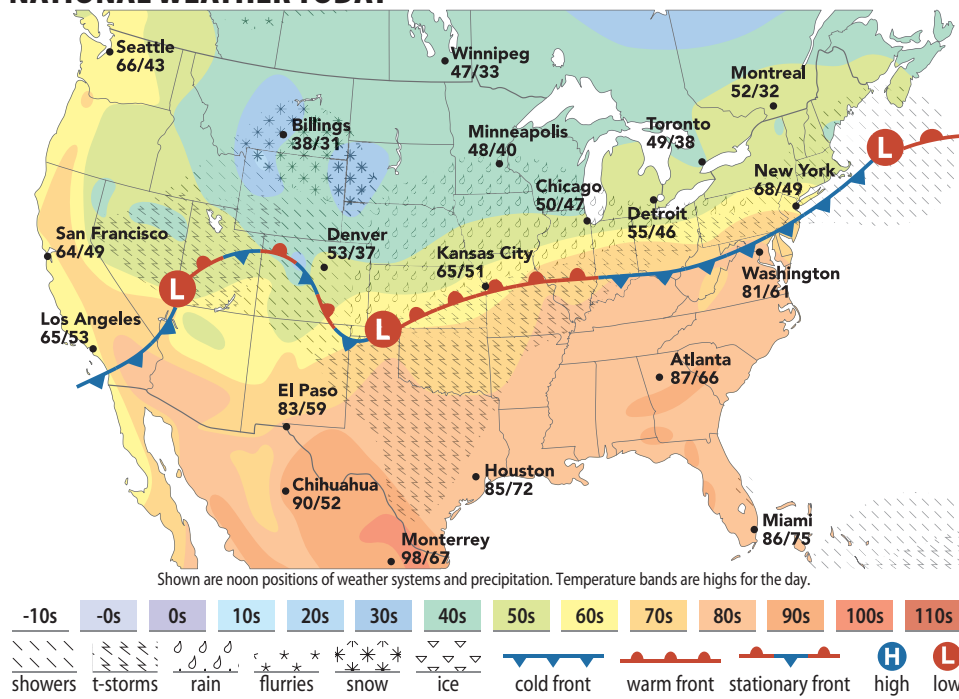 NATIONAL WEATHER TODAY
Seattle
66/43
Winnipeg
47/33
Montreal
52/32
Billings
38/31
Minneapolis
48/40
Toronto
49/38
Chicago
50/47
New York
68/49
Detroit
55/46
San Francisco
64/49
Denver
53/37
Kansas City
65/51
Washington
81/61
L
L
L
Los Angeles
65/53
Atlanta
87/66
El Paso
83/59
Houston
85/72
Chihuahua
90/52
Miami
86/75
Monterrey
98/67
Shown are noon positions of weather systems and precipitation. Temperature bands are highs for the day.
-10s -0s 0s 10s 20s 30s 40s 50s 60s 70s 80s 90s 100s 110s
H L
showers t-storms rain flurries snow ice cold front warm front stationary front high low